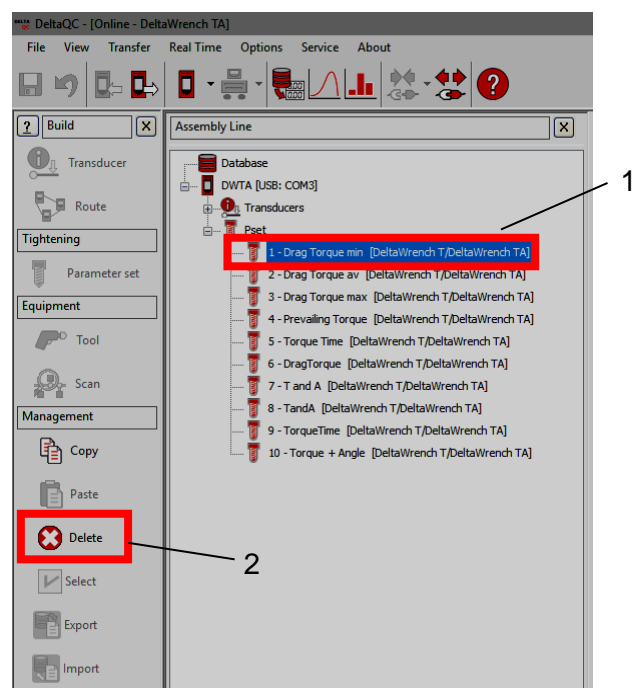 DeltaQC - [Online - DeltaWrench TA]
File View Transfer Real Time Options Service About
?
? Build X
Assembly Line X
Transducer
Route
Tightening
Parameter set
Equipment
Tool
Scan
Management
Copy
Paste
Delete
Select
Export
Import
Database
DWTA [USB: COM3]
Transducers
Pset
1 - Drag Torque min [DeltaWrench T/DeltaWrench TA]
2 - Drag Torque av [DeltaWrench T/DeltaWrench TA]
3 - Drag Torque max [DeltaWrench T/DeltaWrench TA]
4 - Prevailing Torque [DeltaWrench T/DeltaWrench TA]
5 - Torque Time [DeltaWrench T/DeltaWrench TA]
6 - DragTorque [DeltaWrench T/DeltaWrench TA]
7 - T and A [DeltaWrench T/DeltaWrench TA]
8 - TandA [DeltaWrench T/DeltaWrench TA]
9 - TorqueTime [DeltaWrench T/DeltaWrench TA]
10 - Torque + Angle [DeltaWrench T/DeltaWrench TA]
1
2